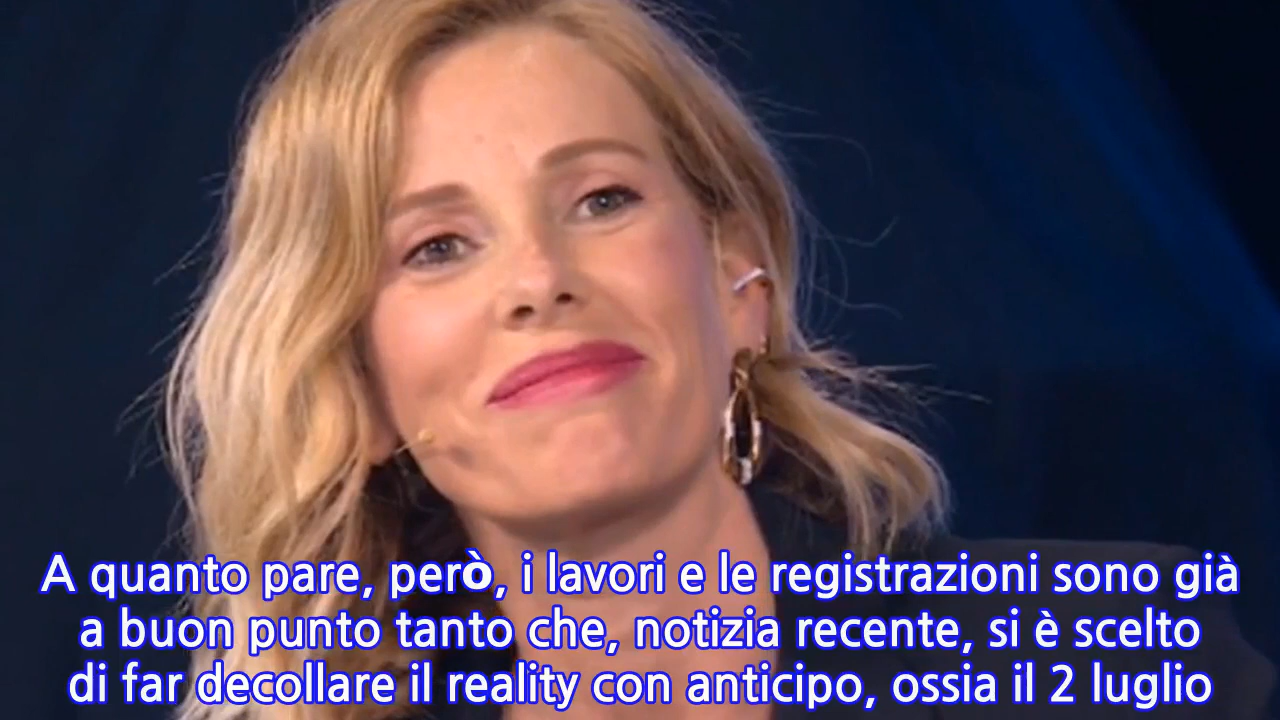 A quanto pare, però, i lavori e le registrazioni sono già
a buon punto tanto che, notizia recente, si è scelto
di far decollare il reality con anticipo, ossia il 2 luglio